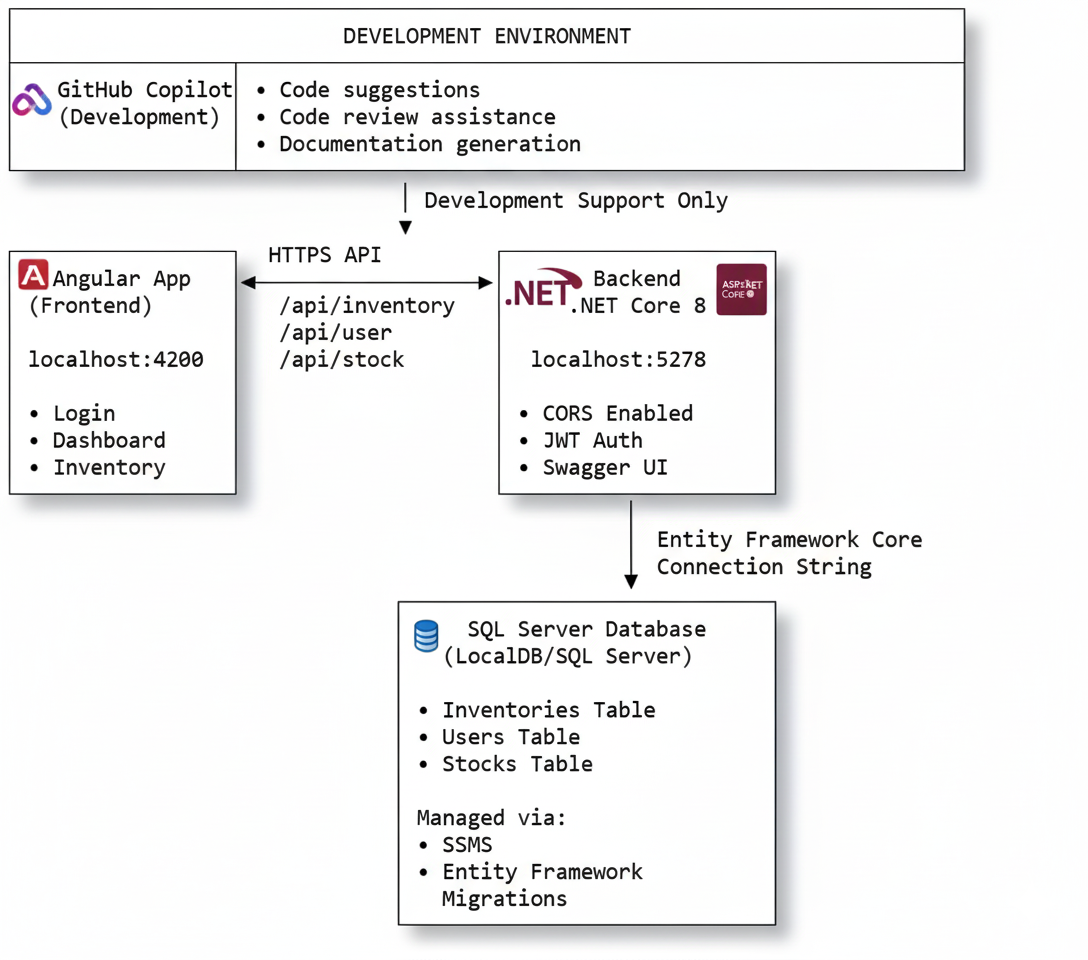 DEVELOPMENT ENVIRONMENT
GitHub Copilot
(Development)
• Code suggestions
• Code review assistance
• Documentation generation
Development Support Only
A Angular App
(Frontend)
localhost:4200
• Login
• Dashboard
• Inventory
HTTPS API
/api/inventory
/api/user
/api/stock
.NET
Backend
.NET Core 8
localhost:5278
• CORS Enabled
• JWT Auth
• Swagger UI
Entity Framework Core
Connection String
SQL Server Database
(LocalDB/SQL Server)
• Inventories Table
• Users Table
• Stocks Table
Managed via:
• SSMS
• Entity Framework
Migrations